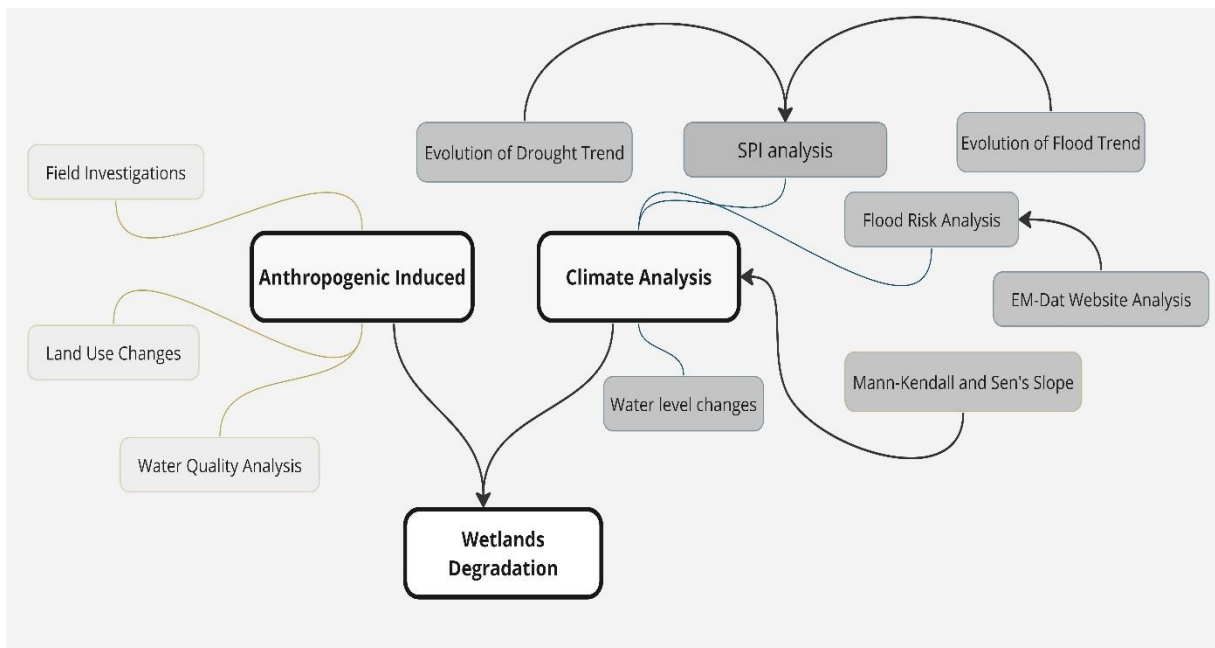 Evolution of Drought Trend
SPI analysis
Evolution of Flood Trend
Field Investigations
Flood Risk Analysis
Anthropogenic Induced
Climate Analysis
EM-Dat Website Analysis
Land Use Changes
Mann-Kendall and Sen's Slope
Water level changes
Water Quality Analysis
Wetlands
Degradation